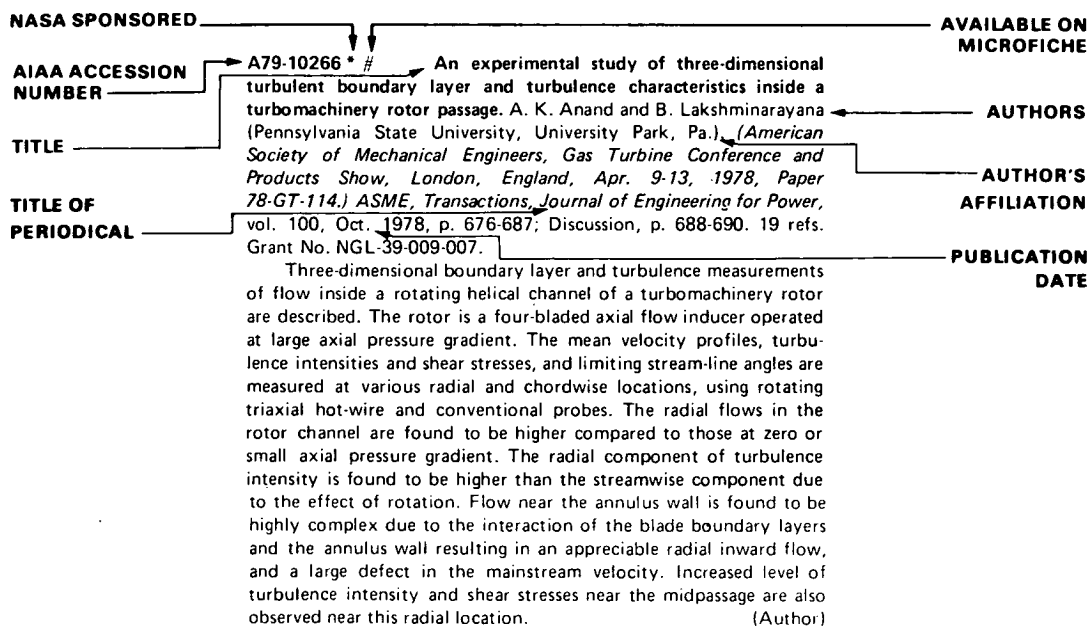 NASA SPONSORED
AVAILABLE ON
MICROFICHE
AIAA ACCESSION
NUMBER
TITLE
TITLE OF
PERIODICAL
AUTHORS
AUTHOR'S
AFFILIATION
PUBLICATION
DATE
A79-10266 * # An experimental study of three-dimensional
turbulent boundary layer and turbulence characteristics inside a
turbomachinery rotor passage. A. K. Anand and B. Lakshminarayana
(Pennsylvania State University, University Park, Pa.). (American
Society of Mechanical Engineers, Gas Turbine Conference and
Products Show, London, England, Apr. 9-13, 1978, Paper
78-GT-114.) ASME, Transactions, Journal of Engineering for Power,
vol. 100, Oct. 1978, p. 676-687; Discussion, p. 688-690. 19 refs.
Grant No. NGL-39-009-007.
Three-dimensional boundary layer and turbulence measurements
of flow inside a rotating helical channel of a turbomachinery rotor
are described. The rotor is a four-bladed axial flow inducer operated
at large axial pressure gradient. The mean velocity profiles, turbu-
lence intensities and shear stresses, and limiting stream-line angles are
measured at various radial and chordwise locations, using rotating
triaxial hot-wire and conventional probes. The radial flows in the
rotor channel are found to be higher compared to those at zero or
small axial pressure gradient. The radial component of turbulence
intensity is found to be higher than the streamwise component due
to the effect of rotation. Flow near the annulus wall is found to be
highly complex due to the interaction of the blade boundary layers
and the annulus wall resulting in an appreciable radial inward flow,
and a large defect in the mainstream velocity. Increased level of
turbulence intensity and shear stresses near the midpassage are also
observed near this radial location. (Author)